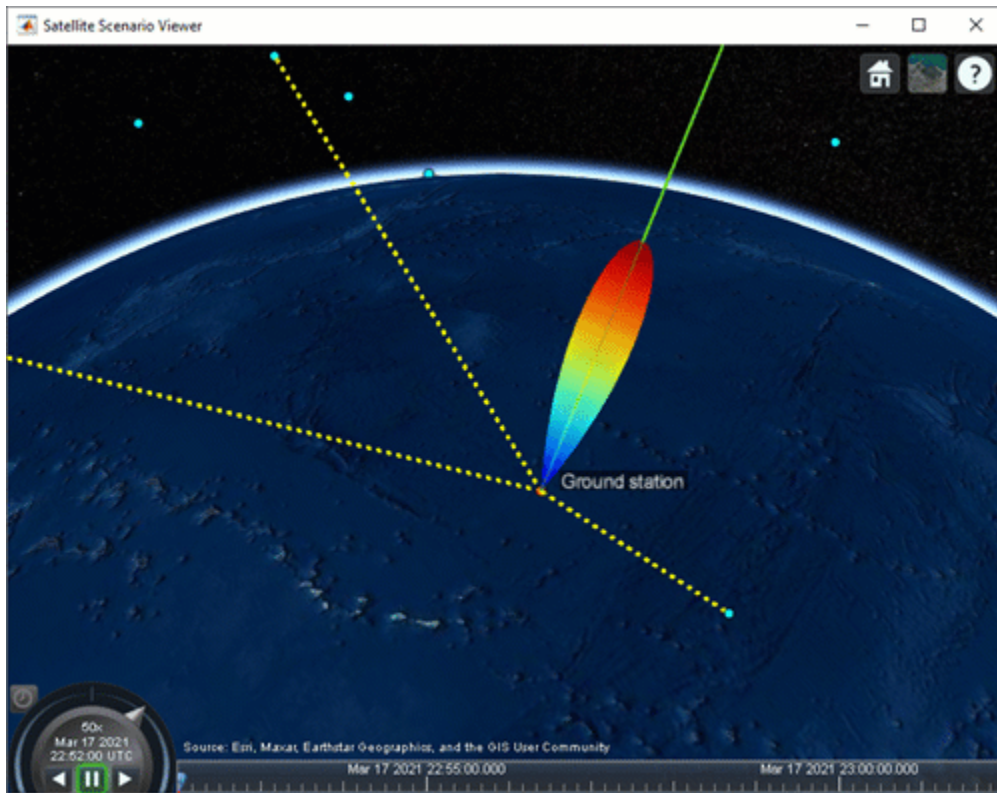 Satellite Scenario Viewer
?
Ground station
50x
Mar 17 2021
22:52:00 UTC
Source: Esri, Maxar, Earthstar Geographics, and the GIS User Community
Mar 17 2021 22:55:00.000
Mar 17 2021 23:00:00.000